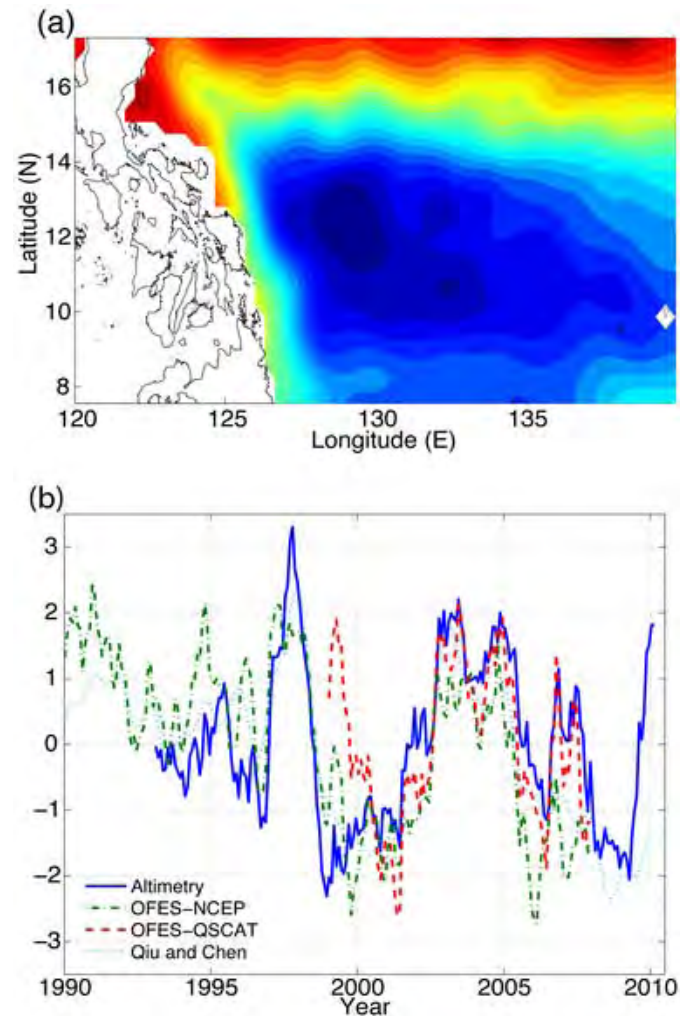 (a)
16
14
12
10
8
Latitude (N)
120
125
130
135
Longitude (E)
(b)
3
2
1
0
−1
−2
−3
Altimetry
OFES−NCEP
OFES−QSCAT
Qiu and Chen
1990
1995
2000
2005
2010
Year